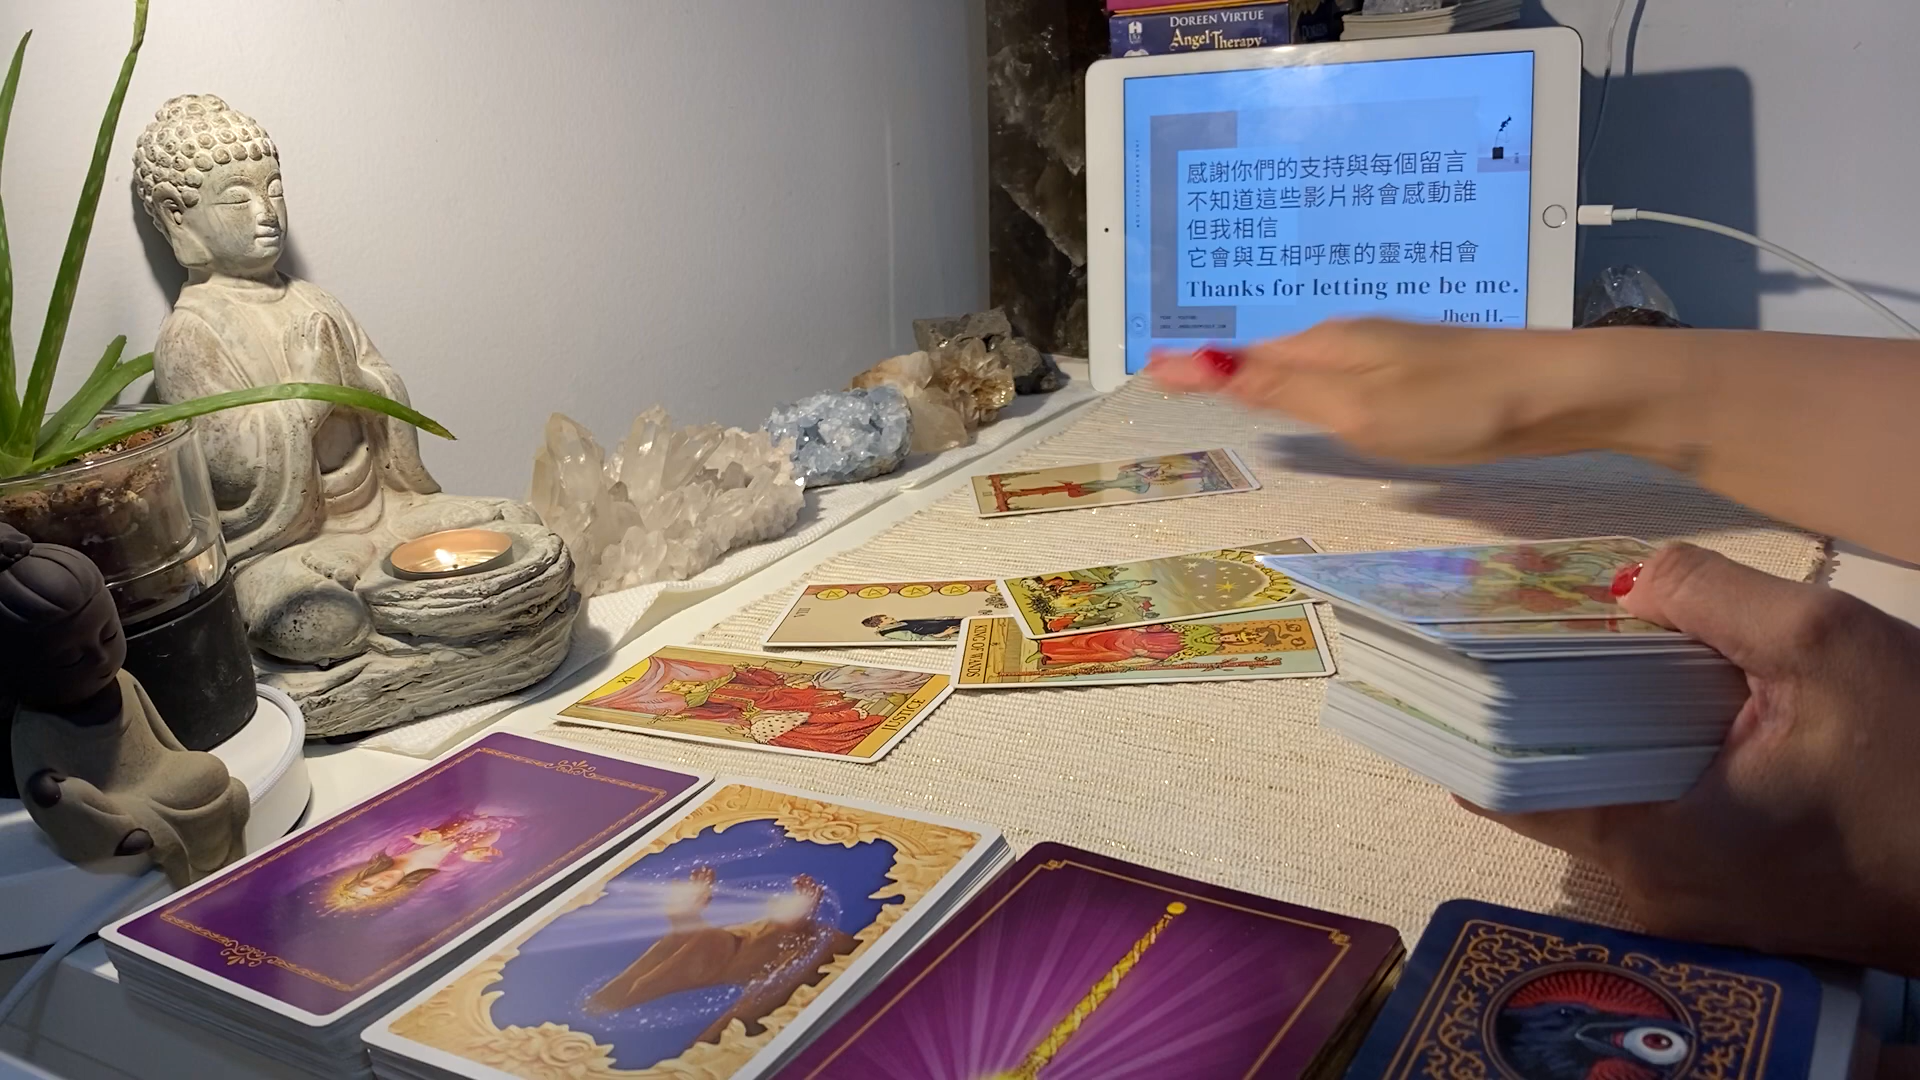 DOREEN VIRTUE
Angel Therapy
感謝你們的支持與每個留言
不知道這些影片將會感動誰
但我相信
它會與互相呼應的靈魂相會
Thanks for letting me be me.
Jhen H.
VIII
KING OF WANDS
XI
JUSTICE